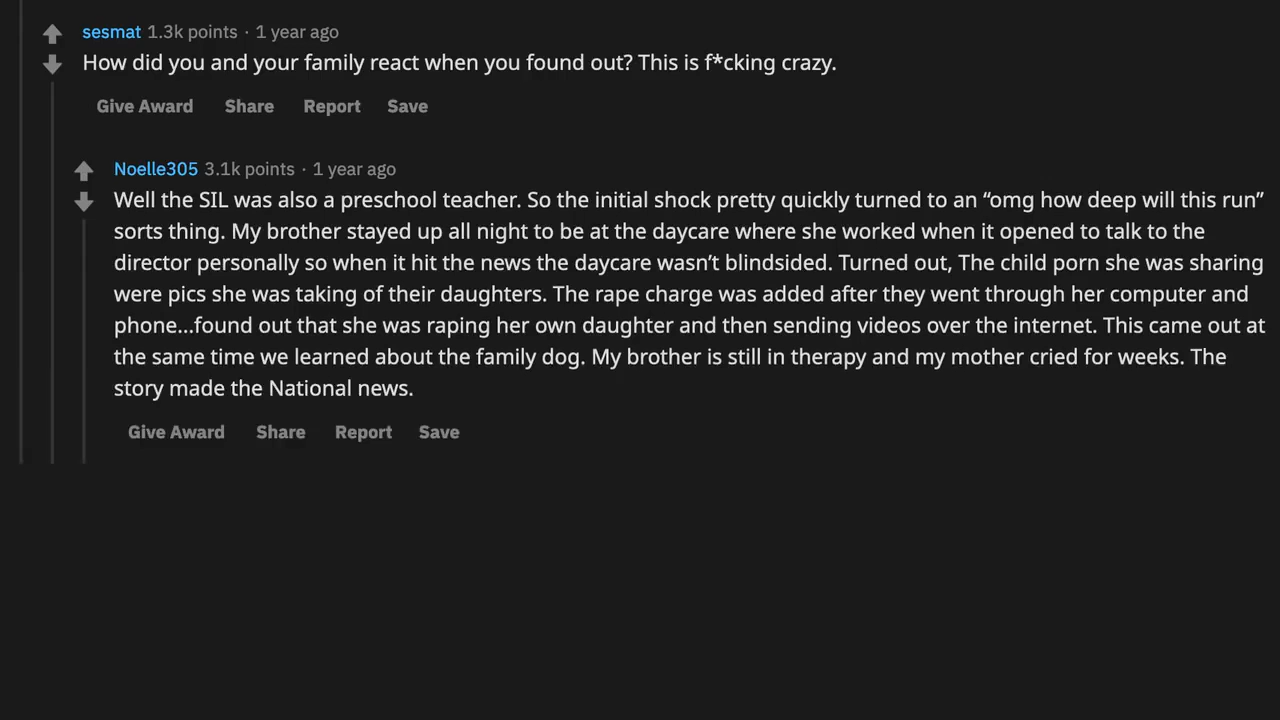 sesmat 1.3k points · 1 year ago
How did you and your family react when you found out? This is f*cking crazy.
Give Award Share Report Save
Noelle305 3.1k points · 1 year ago
Well the SIL was also a preschool teacher. So the initial shock pretty quickly turned to an “omg how deep will this run”
sorts thing. My brother stayed up all night to be at the daycare where she worked when it opened to talk to the
director personally so when it hit the news the daycare wasn’t blindsided. Turned out, The child porn she was sharing
were pics she was taking of their daughters. The rape charge was added after they went through her computer and
phone...found out that she was raping her own daughter and then sending videos over the internet. This came out at
the same time we learned about the family dog. My brother is still in therapy and my mother cried for weeks. The
story made the National news.
Give Award Share Report Save